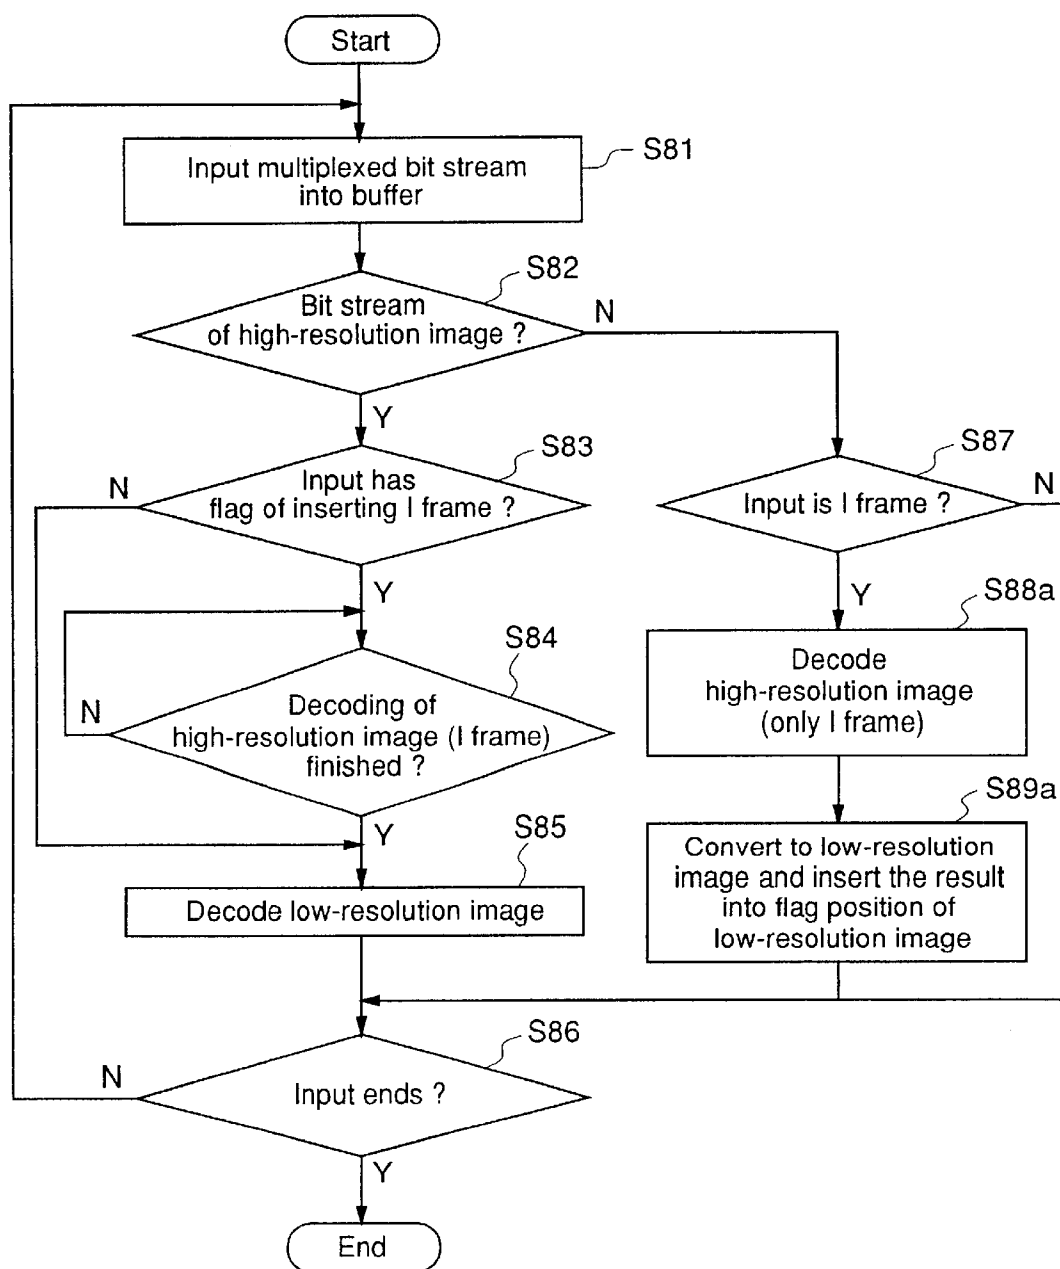 Start
Input multiplexed bit stream
into buffer
S81
Bit stream
of high-resolution image ?
S82
N
Y
Input has
flag of inserting I frame ?
S83
N
Y
Decoding of
high-resolution image (I frame)
finished ?
S84
N
Y
Decode low-resolution image
S85
Input is I frame ?
S87
N
Y
Decode
high-resolution image
(only I frame)
S88a
Convert to low-resolution
image and insert the result
into flag position of
low-resolution image
S89a
Input ends ?
S86
N
Y
End